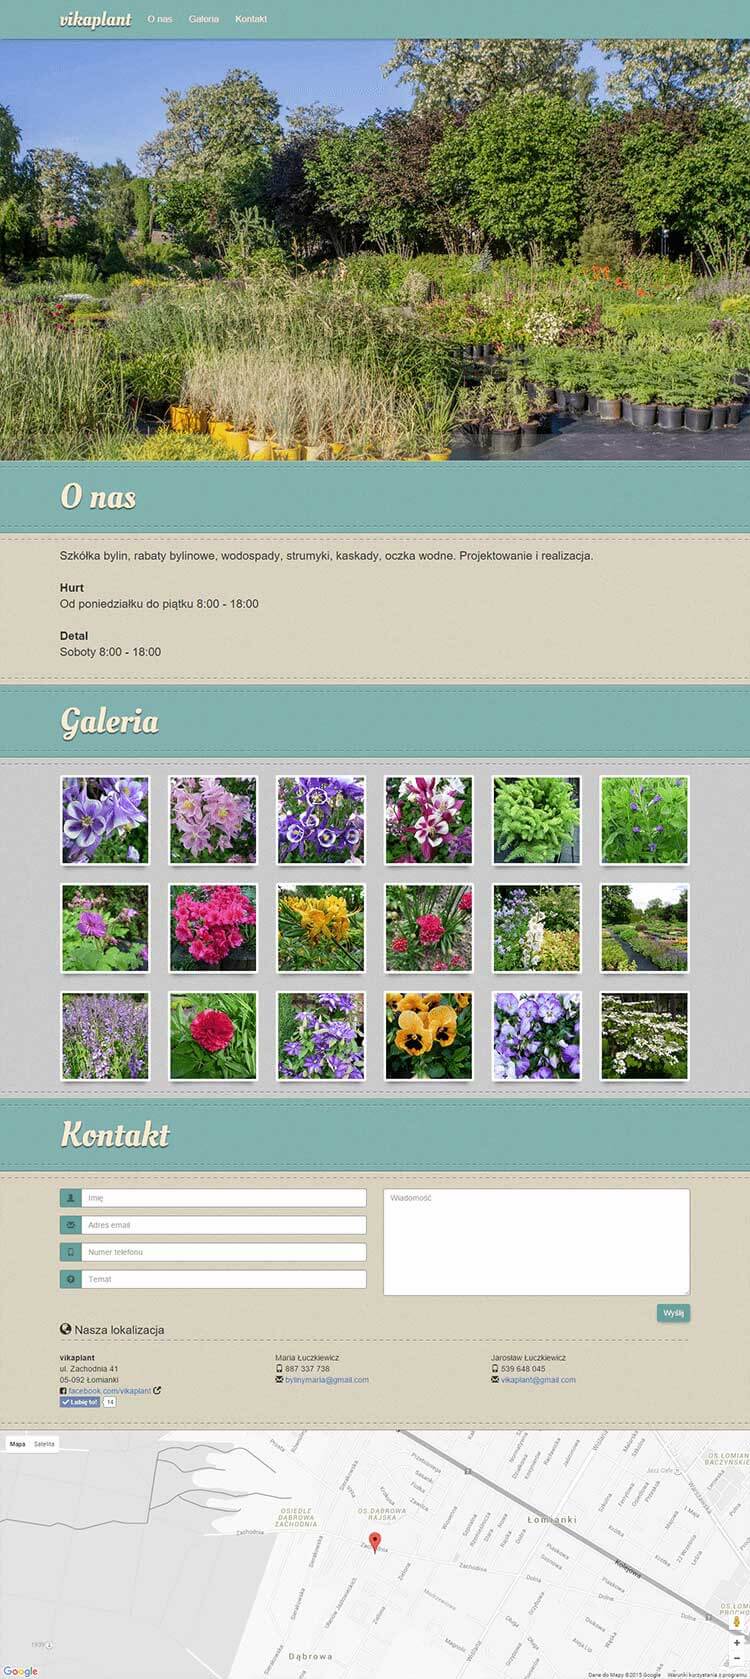 vikaplant O nas Galeria Kontakt
O nas
Szkółka bylin, rabaty bylinowe, wodospady, strumyki, kaskady, oczka wodne. Projektowanie i realizacja.
Hurt
Od poniedziałku do piątku 8:00 - 18:00
Detal
Soboty 8:00 - 18:00
Galeria
Kontakt
Imię
Adres email
Numer telefonu
Temat
Wiadomość
Wyślij
Nasza lokalizacja
vikaplant
ul. Zachodnia 41
05-092 Łomianki
facebook.com/vikaplant
Lubię to! 14
Maria Łuczkiewicz
887 337 738
bylinymaria@gmail.com
Jarosław Łuczkiewicz
539 648 045
vikaplant@gmail.com
Mapa Satelita
OSIEDLE
DĄBROWA
ZACHODNIA
OS.DĄBROWA
RAJSKA
Łomianki
Jazz Cafe
Zachodnia
Zachodnia
Zachodnia
Kolejowa
Dąbrowa
Google
Dane do Mapy ©2015 Google Warunki korzystania z programu